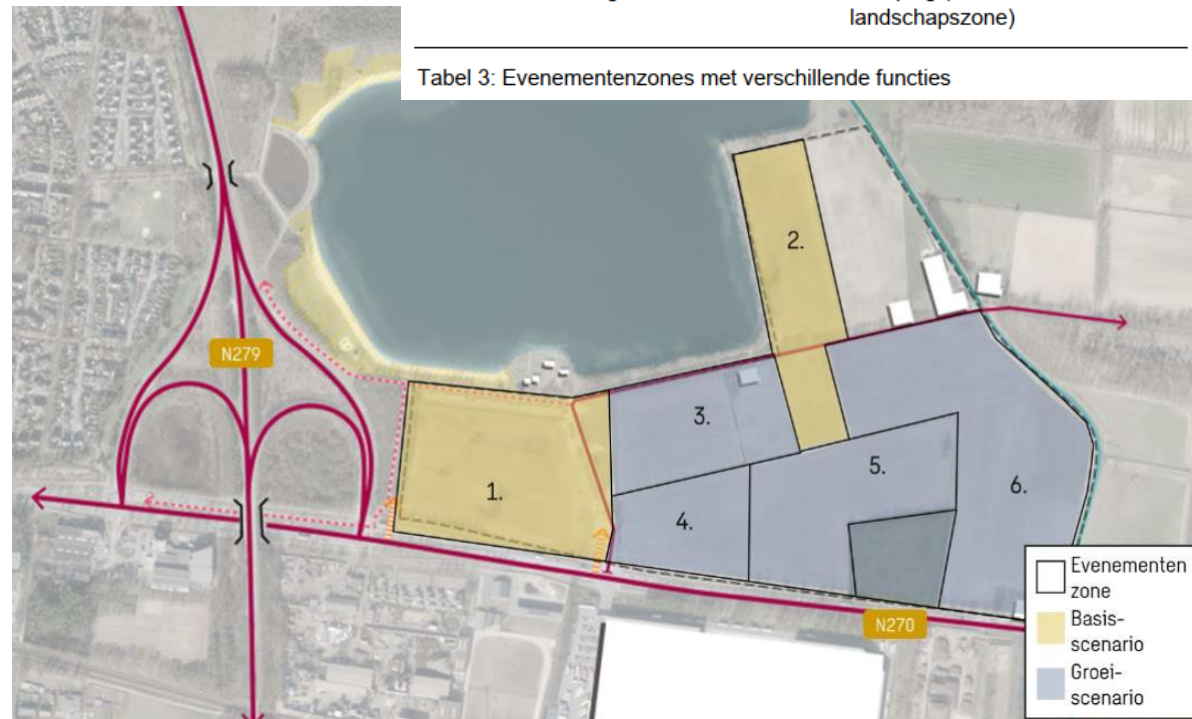 landschapszone)
Tabel 3: Evenementenzones met verschillende functies
2.
N279
3.
1.
5.
6.
4.
N270
Evenementen
zone
Basis-
scenario
Groei-
scenario